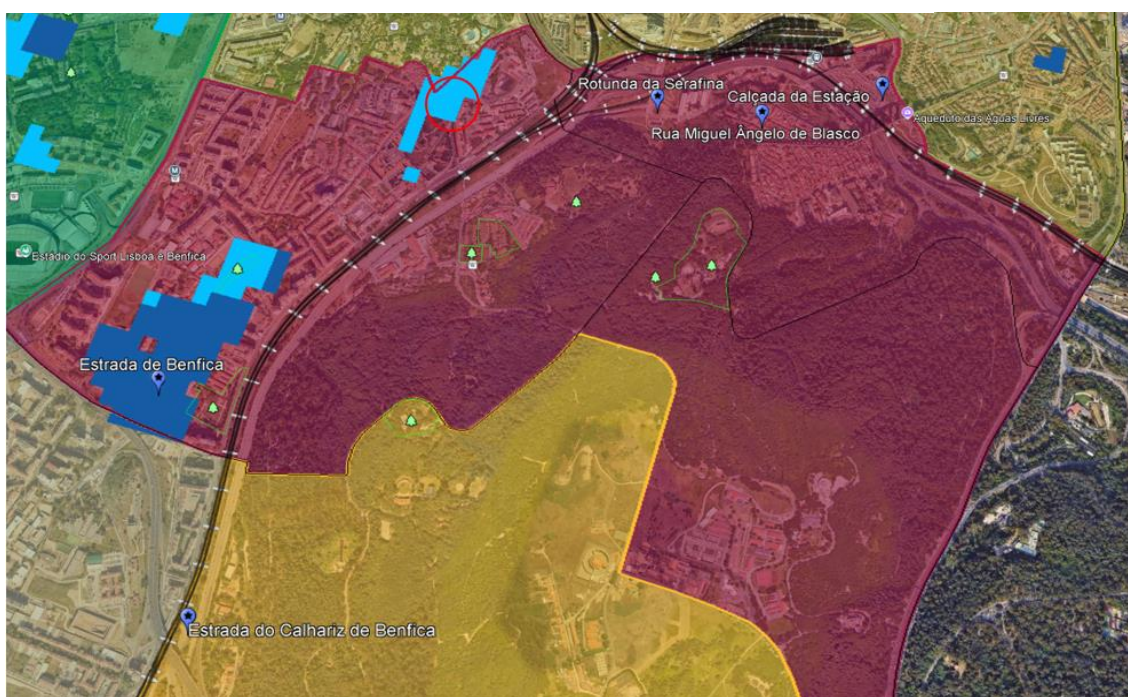 Rotunda da Serafina
Calçada da Estação
Aqueduto das Águas Livres
Rua Miguel Ângelo de Blasco
Estádio do Sport Lisboa e Benfica
Estrada de Benfica
Estrada do Calhariz de Benfica